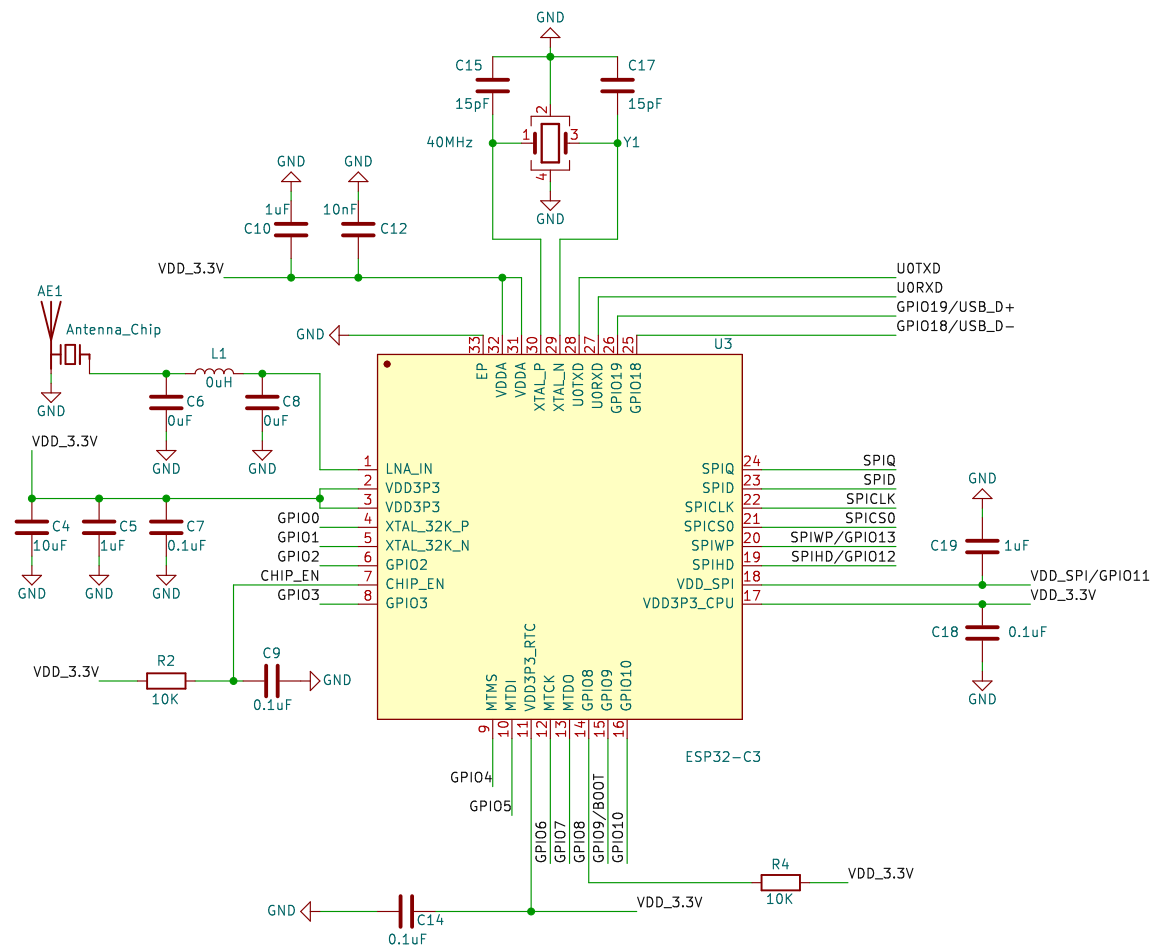 GND
C15
C17
15pF
15pF
2
40MHz
1
3
Y1
4
GND
GND
GND
1uF
10nF
C10
C12
VDD_3.3V
U0TXD
U0RXD
GPIO19/USB_D+
GPIO18/USB_D-
AE1
Antenna_Chip
GND
33
32
31
30
29
28
27
26
25
U3
EP
VDDA
VDDA
XTAL_P
XTAL_N
U0TXD
U0RXD
GPIO19
GPIO18
L1
0uH
GND
C6
0uF
C8
0uF
VDD_3.3V
GND
GND
1 LNA_IN
2 VDD3P3
3 VDD3P3
GPIO0 4 XTAL_32K_P
GPIO1 5 XTAL_32K_N
GPIO2 6 GPIO2
CHIP_EN 7 CHIP_EN
GPIO3 8 GPIO3
SPIQ 24 SPIQ
SPID 23 SPID
SPICLK 22 SPICLK
SPICS0 21 SPICS0
SPIWP 20 SPIWP/GPIO13
SPIHD 19 SPIHD/GPIO12
VDD_SPI 18 VDD_SPI/GPIO11
VDD3P3_CPU 17 VDD_3.3V
C4
10uF
C5
1uF
C7
0.1uF
GND
GND
GND
GND
C19
1uF
C18
0.1uF
GND
VDD_3.3V
R2
10K
C9
0.1uF
GND
MTMS
MTDI
VDD3P3_RTC
MTCK
MTDO
GPIO8
GPIO9
GPIO10
9
10
11
12
13
14
15
16
ESP32-C3
GPIO4
GPIO5
GPIO6
GPIO7
GPIO8
GPIO9/BOOT
GPIO10
R4
10K
VDD_3.3V
GND
C14
0.1uF
VDD_3.3V